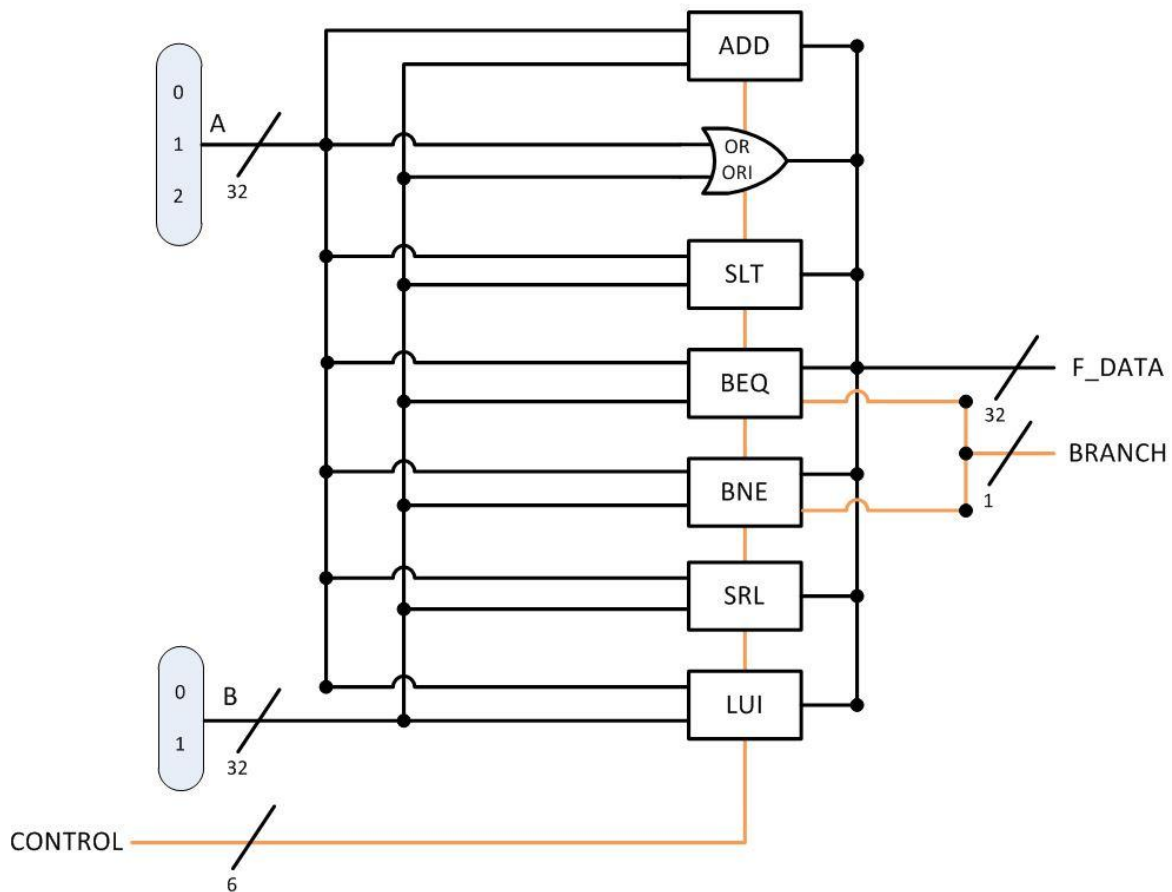 ADD
0
1
2
A
32
OR
ORI
SLT
BEQ
F_DATA
32
BRANCH
1
BNE
SRL
0
1
B
32
LUI
CONTROL
6